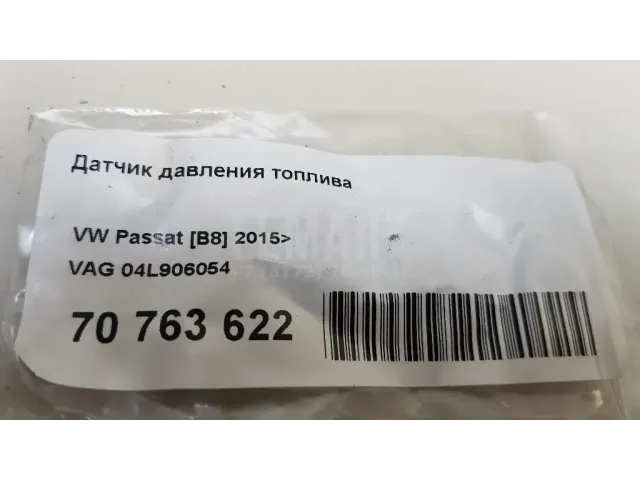 Датчик давления топлива
VW Passat [B8] 2015>
VAG 04L906054
70 763 622